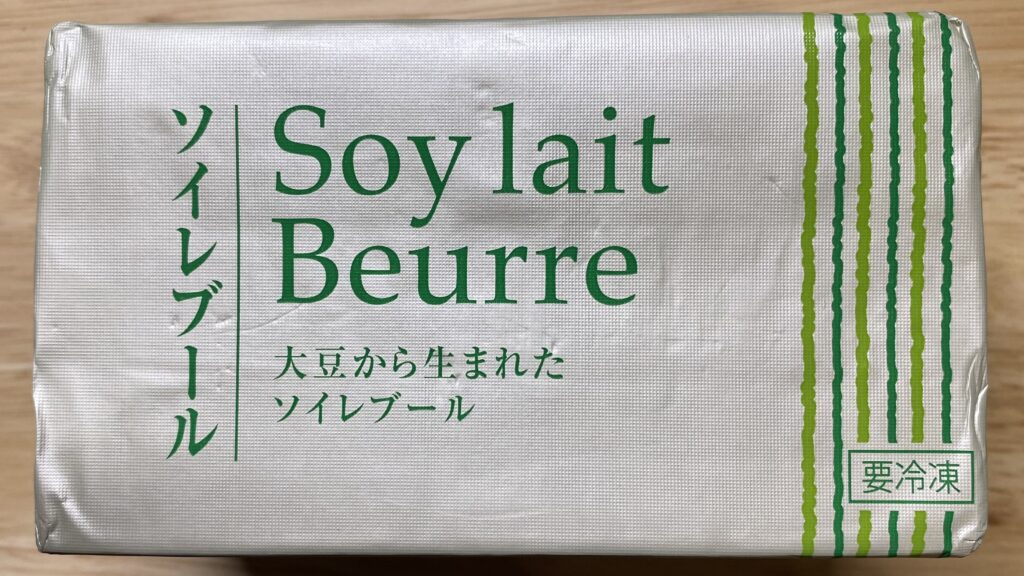 ソイレブール
Soy lait
Beurre
大豆から生まれた
ソイレブール
要冷凍